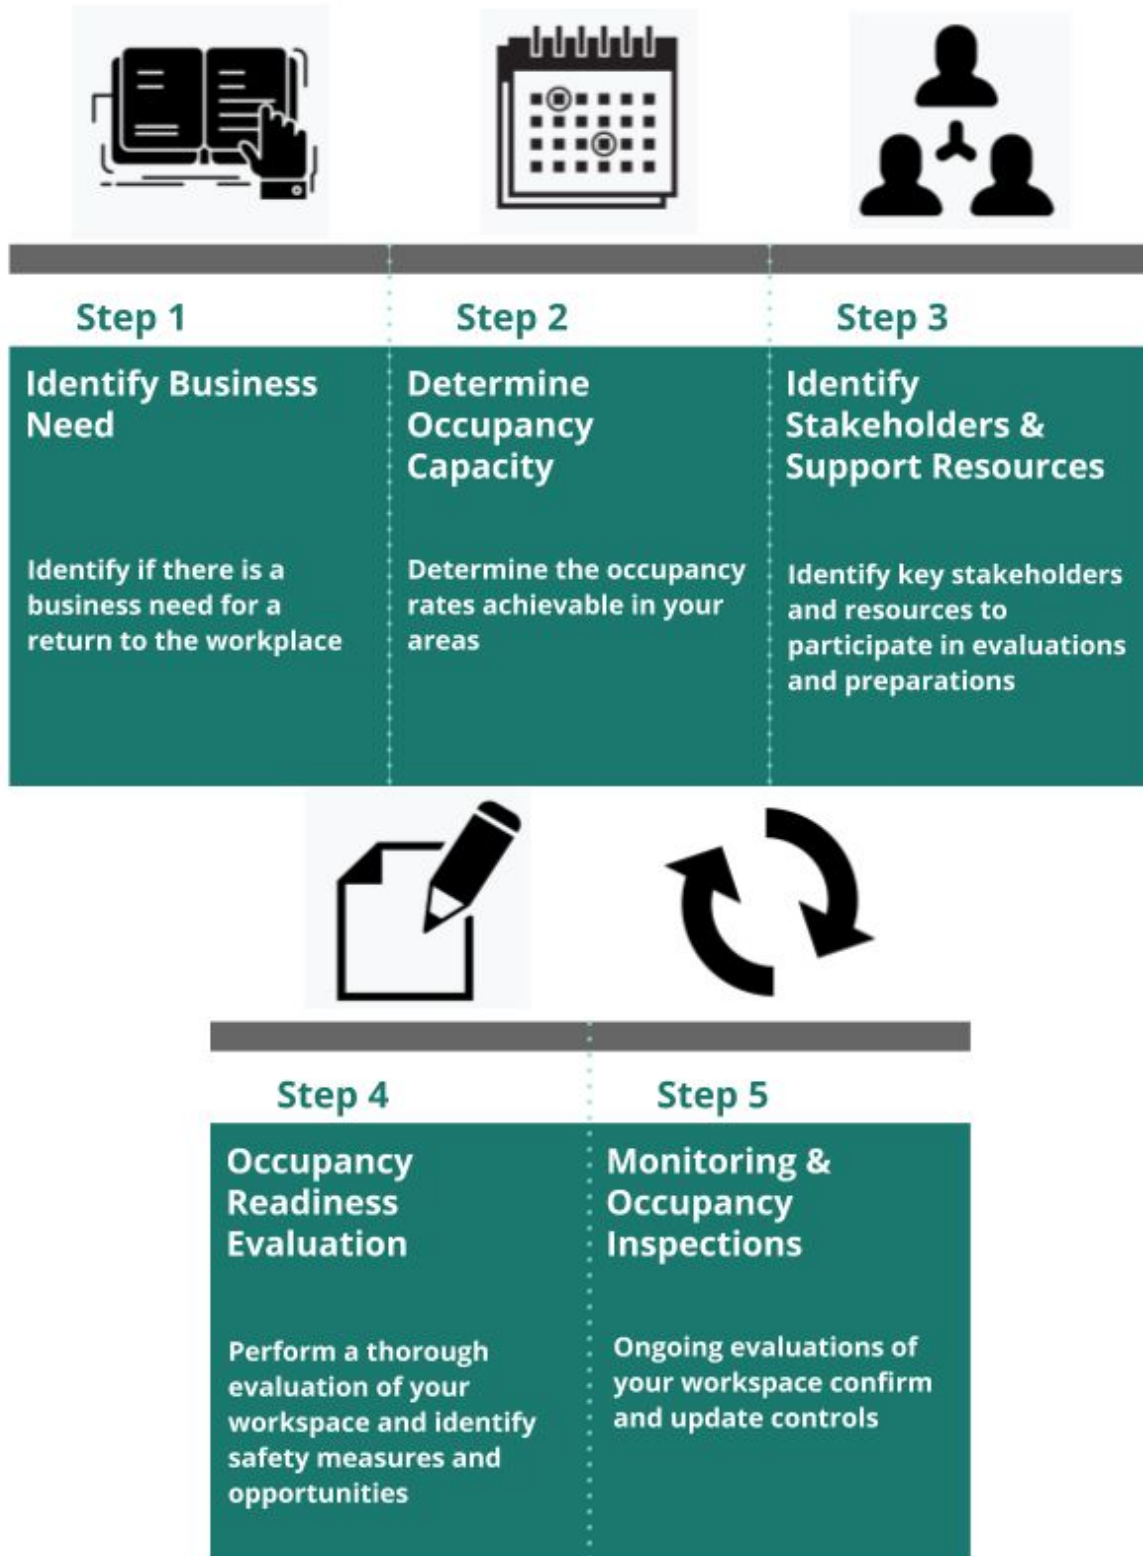 Step 1
Identify Business
Need
Identify if there is a
business need for a
return to the workplace
Step 2
Determine
Occupancy
Capacity
Determine the occupancy
rates achievable in your
areas
Step 3
Identify
Stakeholders &
Support Resources
Identify key stakeholders
and resources to
participate in evaluations
and preparations
Step 4
Occupancy
Readiness
Evaluation
Perform a thorough
evaluation of your
workspace and identify
safety measures and
opportunities
Step 5
Monitoring &
Occupancy
Inspections
Ongoing evaluations of
your workspace confirm
and update controls